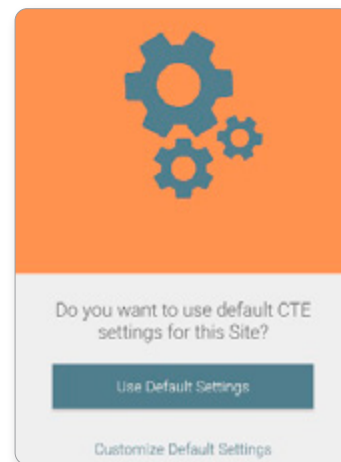 Do you want to use default CTE
settings for this Site?
Use Default Settings
Customize Default Settings